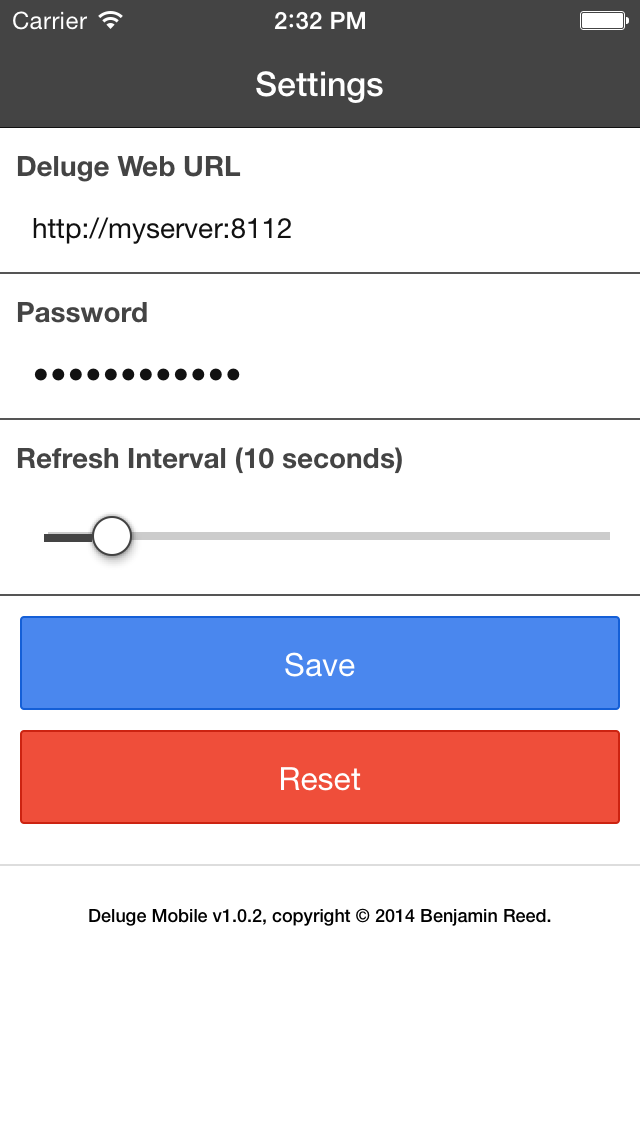 Carrier 2:32 PM
Settings
Deluge Web URL
http://myserver:8112
Password
••••••••••••
Refresh Interval (10 seconds)
Save
Reset
Deluge Mobile v1.0.2, copyright © 2014 Benjamin Reed.